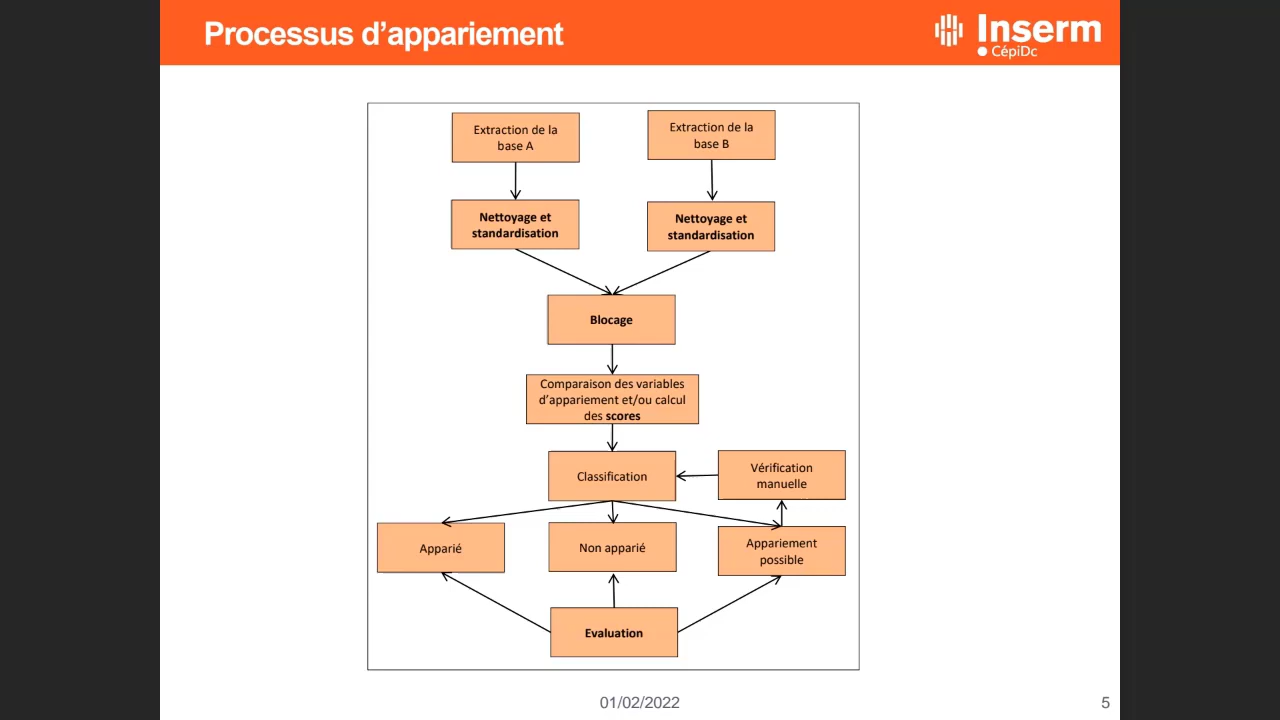 Processus d’appariement
Inserm
CépiDc
Extraction de la
base A
Extraction de la
base B
Nettoyage et
standardisation
Nettoyage et
standardisation
Blocage
Comparaison des variables
d’appariement et/ou calcul
des scores
Classification
Vérification
manuelle
Apparié
Non apparié
Appariement
possible
Evaluation
01/02/2022
5